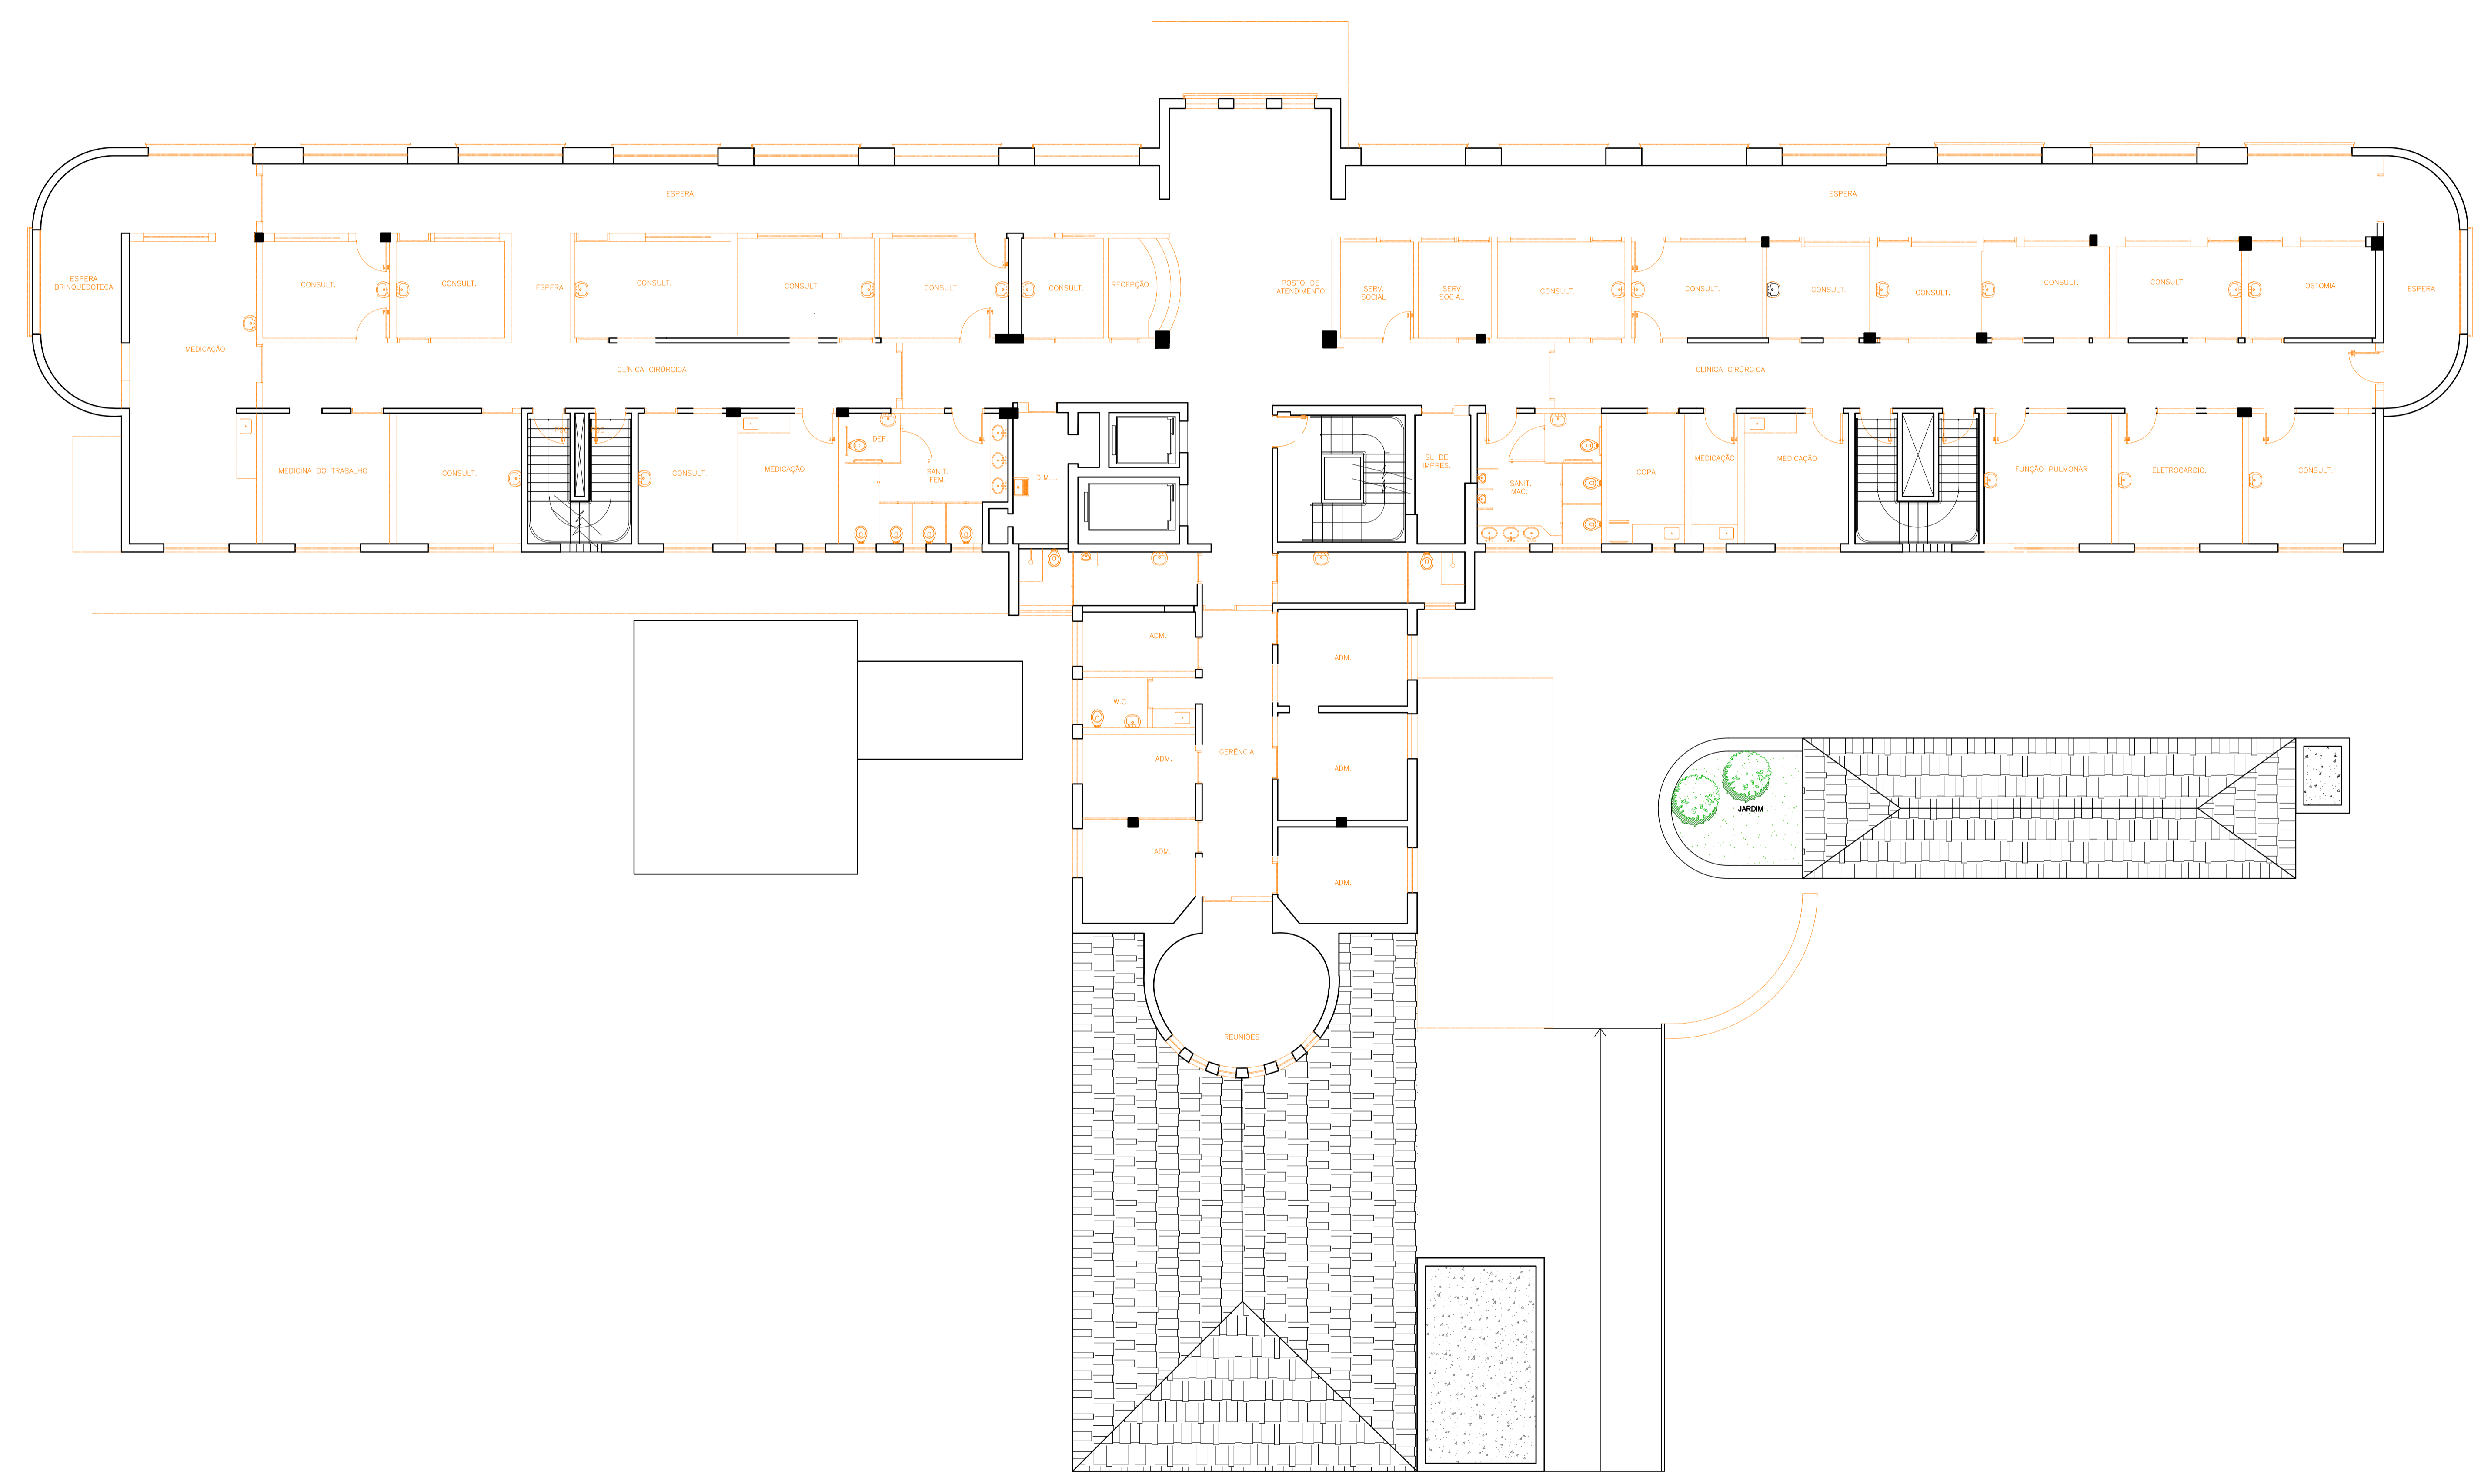 ESPERA
ESPERA
ESPERA
BRINQUEDOTECA
CONSULT.
CONSULT.
ESPERA
CONSULT.
CONSULT.
CONSULT.
CONSULT.
RECEPÇÃO
POSTO DE
ATENDIMENTO
SERV.
SOCIAL
SERV
SOCIAL
CONSULT.
CONSULT.
CONSULT.
CONSULT.
CONSULT.
CONSULT.
OSTOMIA
ESPERA
MEDICAÇÃO
CLÍNICA CIRÚRGICA
CLÍNICA CIRÚRGICA
MEDICINA DO TRABALHO
CONSULT.
CONSULT.
MEDICAÇÃO
DEF.
SANIT.
FEM.
D.M.L.
SL DE
IMPRES.
SANIT.
MAC..
COPA
MEDICAÇÃO
MEDICAÇÃO
FUNÇÃO PULMONAR
ELETROCARDIO.
CONSULT.
ADM.
ADM.
W.C
GERÊNCIA
ADM.
ADM.
ADM.
ADM.
JARDIM
REUNIÕES